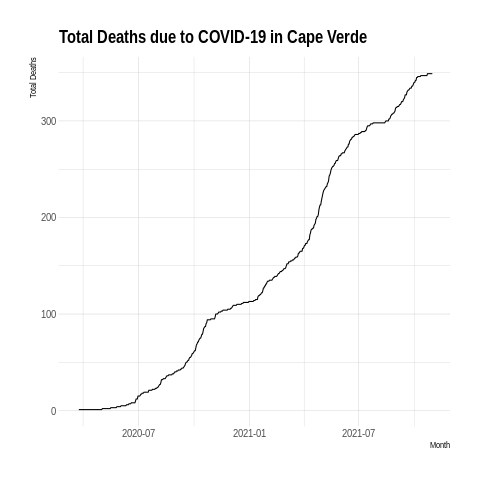 Total Deaths due to COVID-19 in Cape Verde
Total Deaths
300
200
100
0
2020-07
2021-01
2021-07
Month